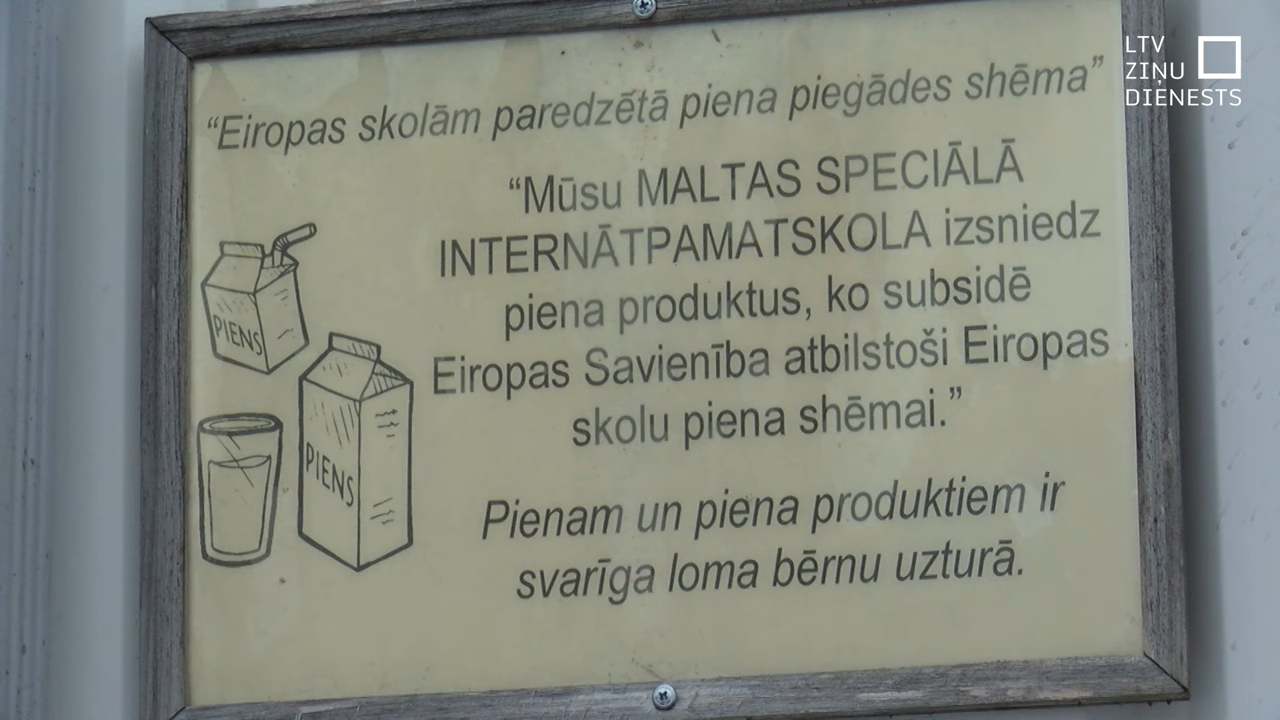 LTV
ZIŅU
DIENESTS
“Eiropas skolām paredzētā piena piegādes shēma”
“Mūsu MALTAS SPECIĀLĀ
INTERNĀTPAMATSKOLA izsniedz
piena produktus, ko subsidē
Eiropas Savienība atbilstoši Eiropas
skolu piena shēmai.”
PIENS
PIENS
Pienam un piena produktiem ir
svarīga loma bērnu uzturā.